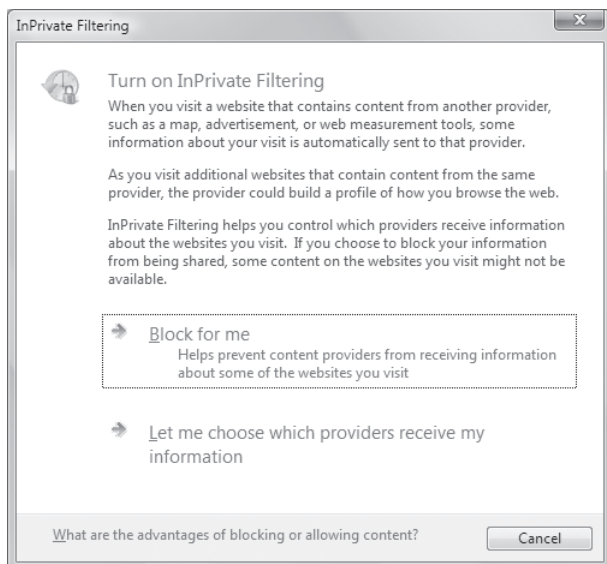 InPrivate Filtering
Turn on InPrivate Filtering
When you visit a website that contains content from another provider,
such as a map, advertisement, or web measurement tools, some
information about your visit is automatically sent to that provider.
As you visit additional websites that contain content from the same
provider, the provider could build a profile of how you browse the web.
InPrivate Filtering helps you control which providers receive information
about the websites you visit.  If you choose to block your information
from being shared, some content on the websites you visit might not be
available.
Block for me
Helps prevent content providers from receiving information
about some of the websites you visit
Let me choose which providers receive my
information
What are the advantages of blocking or allowing content?
Cancel